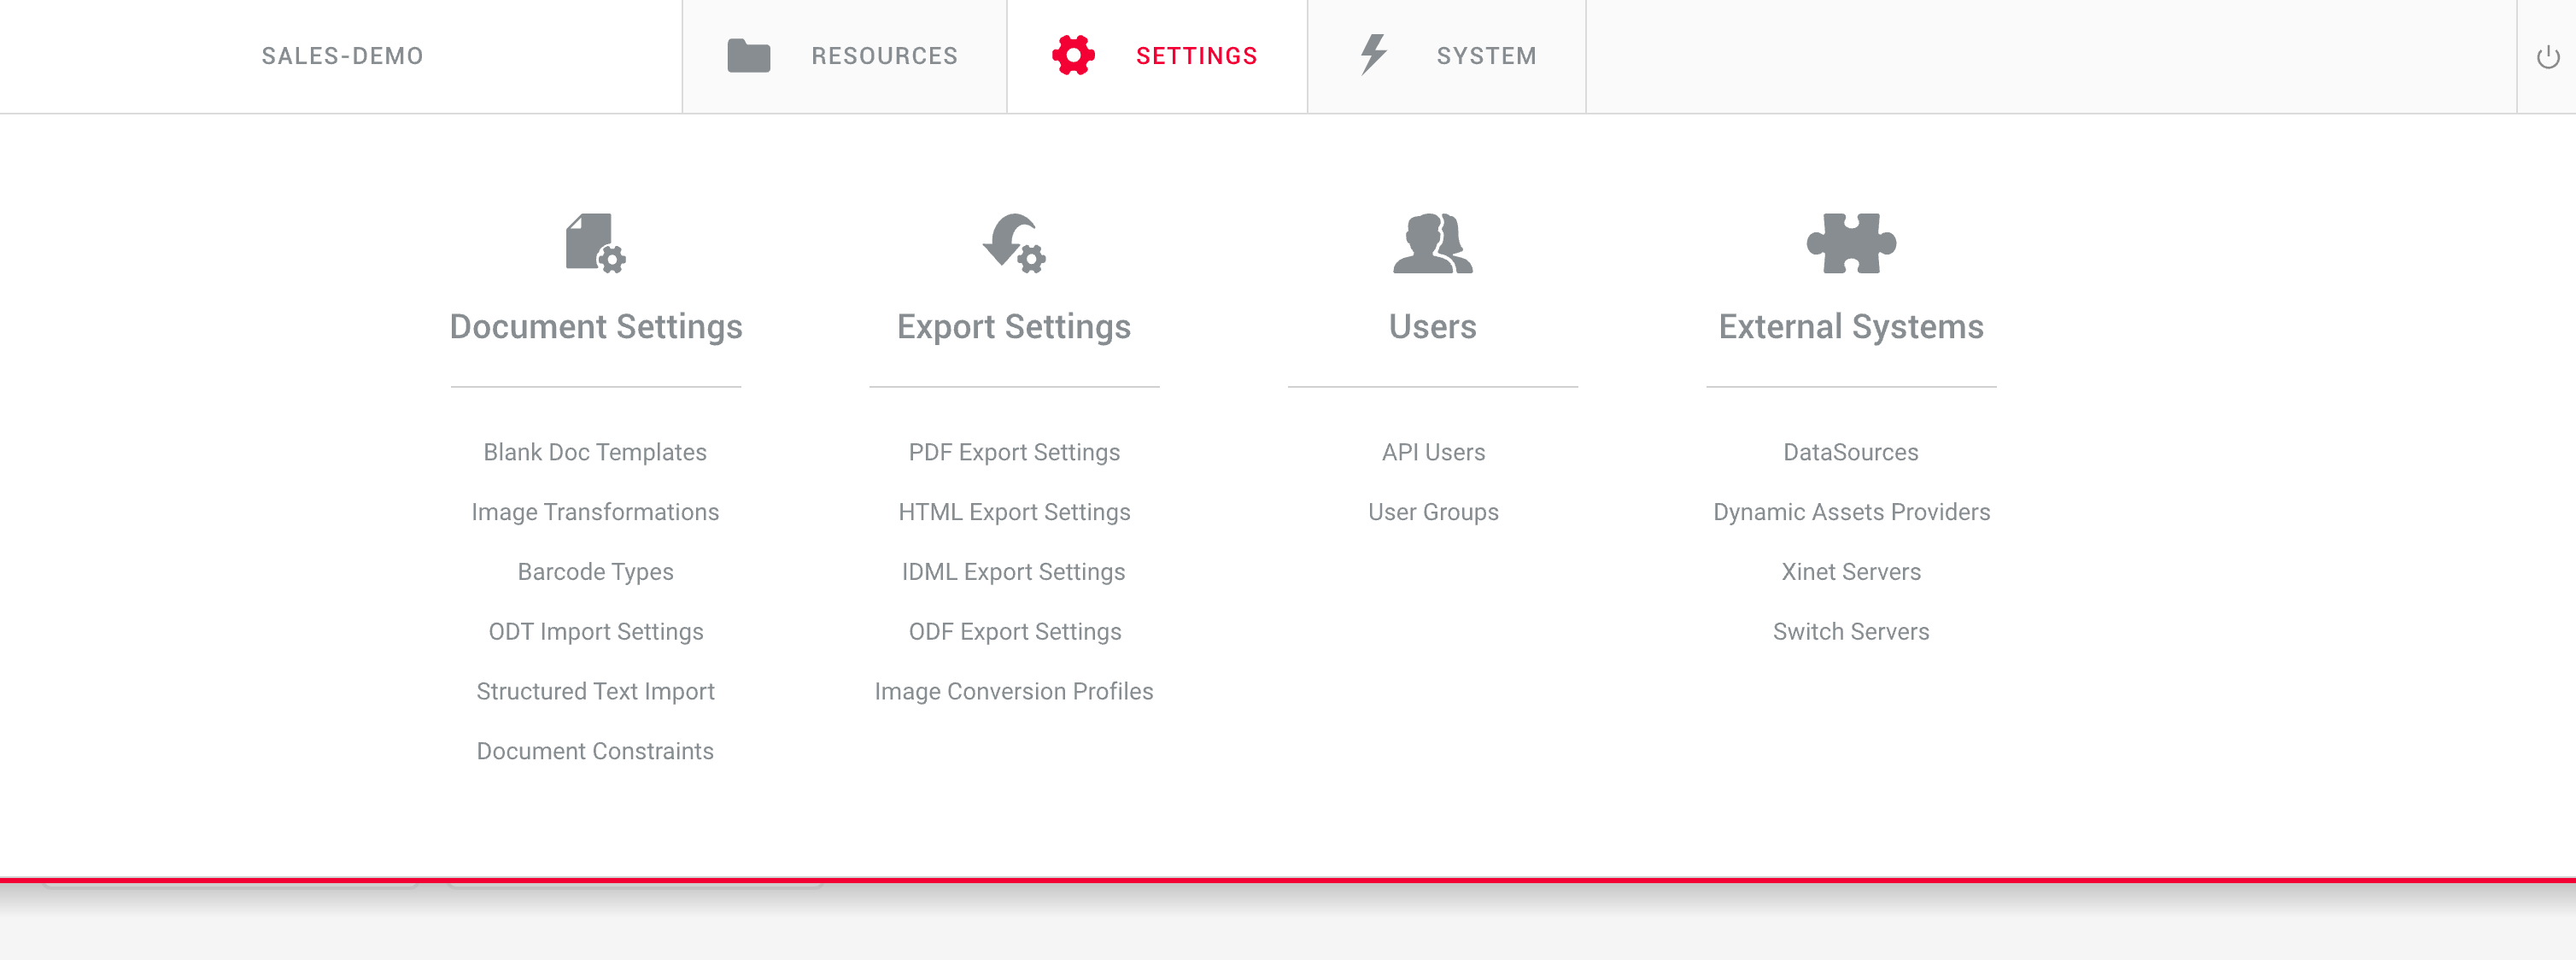 SALES-DEMO
RESOURCES
SETTINGS
SYSTEM
Document Settings
Blank Doc Templates
Image Transformations
Barcode Types
ODT Import Settings
Structured Text Import
Document Constraints
Export Settings
PDF Export Settings
HTML Export Settings
IDML Export Settings
ODF Export Settings
Image Conversion Profiles
Users
API Users
User Groups
External Systems
DataSources
Dynamic Assets Providers
Xinet Servers
Switch Servers